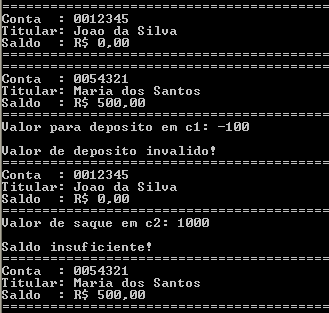 ==========================================
Conta  : 0012345
Titular: Joao da Silva
Saldo  : R$ 0,00
==========================================
==========================================
Conta  : 0054321
Titular: Maria dos Santos
Saldo  : R$ 500,00
==========================================
Valor para deposito em c1: -100
Valor de deposito invalido!
==========================================
Conta  : 0012345
Titular: Joao da Silva
Saldo  : R$ 0,00
==========================================
Valor de saque em c2: 1000
Saldo insuficiente!
==========================================
Conta  : 0054321
Titular: Maria dos Santos
Saldo  : R$ 500,00
==========================================